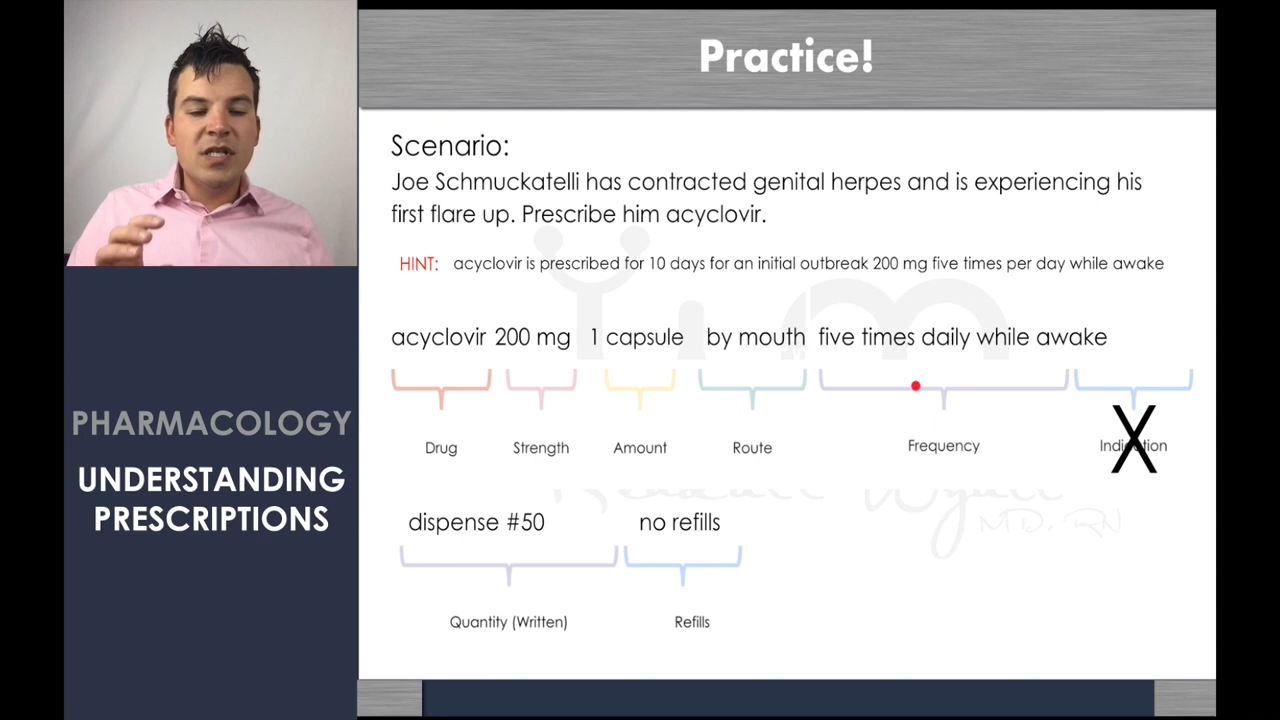 Practice!
Scenario:
Joe Schmuckatelli has contracted genital herpes and is experiencing his
first flare up. Prescribe him acyclovir.
HINT: acyclovir is prescribed for 10 days for an initial outbreak 200 mg five times per day while awake
acyclovir 200 mg 1 capsule by mouth five times daily while awake
Drug Strength Amount Route Frequency Indication
X
PHARMACOLOGY
UNDERSTANDING
PRESCRIPTIONS
MD, RN
dispense #50 no refills
Quantity (Written) Refills